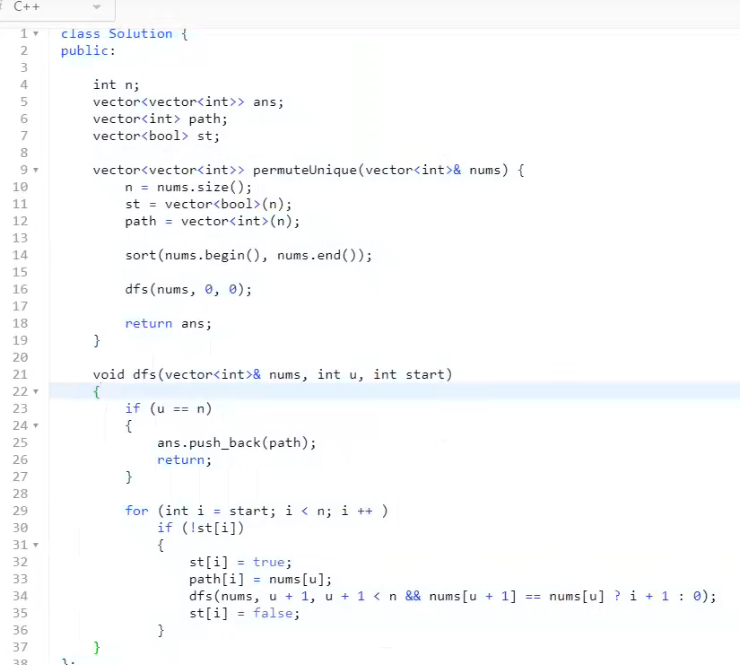 C++
1 class Solution {
2 public:
3
4 int n;
5 vector<vector<int>> ans;
6 vector<int> path;
7 vector<bool> st;
8
9 vector<vector<int>> permuteUnique(vector<int>& nums) {
10 n = nums.size();
11 st = vector<bool>(n);
12 path = vector<int>(n);
13
14 sort(nums.begin(), nums.end());
15
16 dfs(nums, 0, 0);
17
18 return ans;
19 }
20
21 void dfs(vector<int>& nums, int u, int start)
22 {
23 if (u == n)
24 {
25 ans.push_back(path);
26 return;
27 }
28
29 for (int i = start; i < n; i ++ )
30 if (!st[i])
31 {
32 st[i] = true;
33 path[i] = nums[u];
34 dfs(nums, u + 1, u + 1 < n && nums[u + 1] == nums[u] ? i + 1 : 0);
35 st[i] = false;
36 }
37 }
38 };